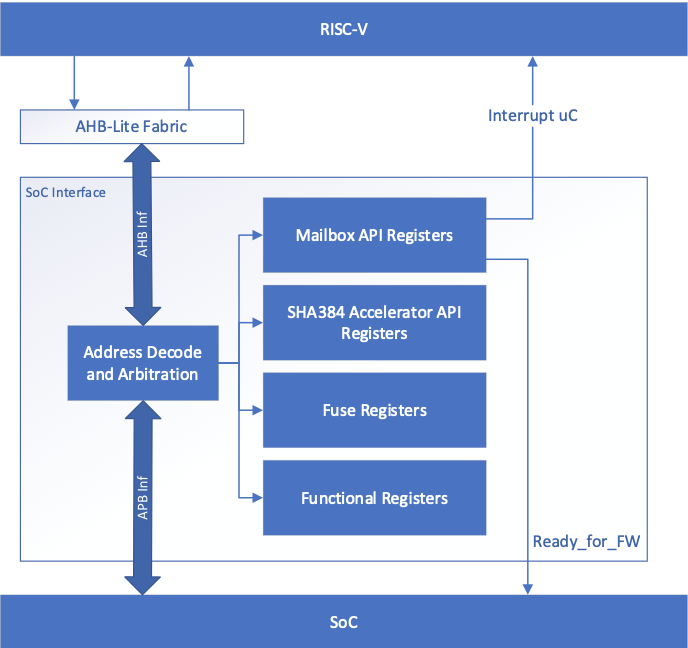 RISC-V
Interrupt uC
AHB-Lite Fabric
SoC Interface
AHB Inf
Mailbox API Registers
SHA384 Accelerator API
Registers
Address Decode
and Arbitration
Fuse Registers
APB Inf
Functional Registers
Ready_for_FW
SoC